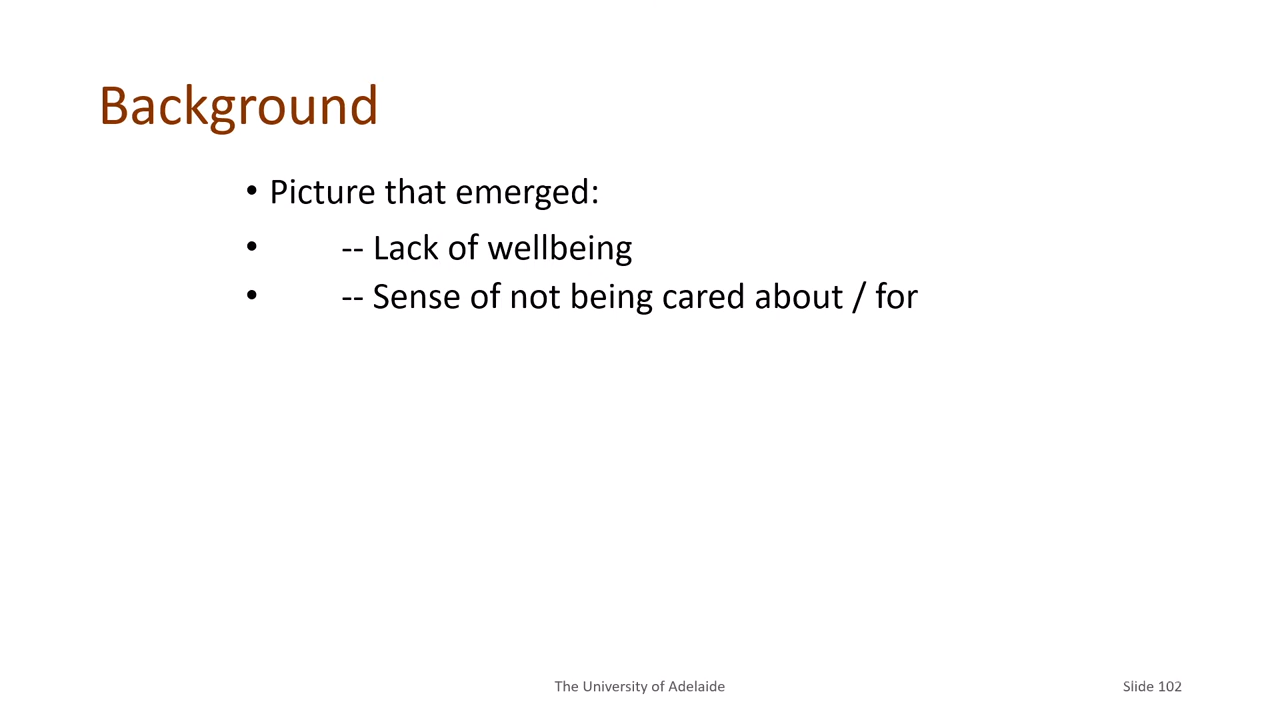 Background
• Picture that emerged:
• -- Lack of wellbeing
• -- Sense of not being cared about / for
The University of Adelaide
Slide 102